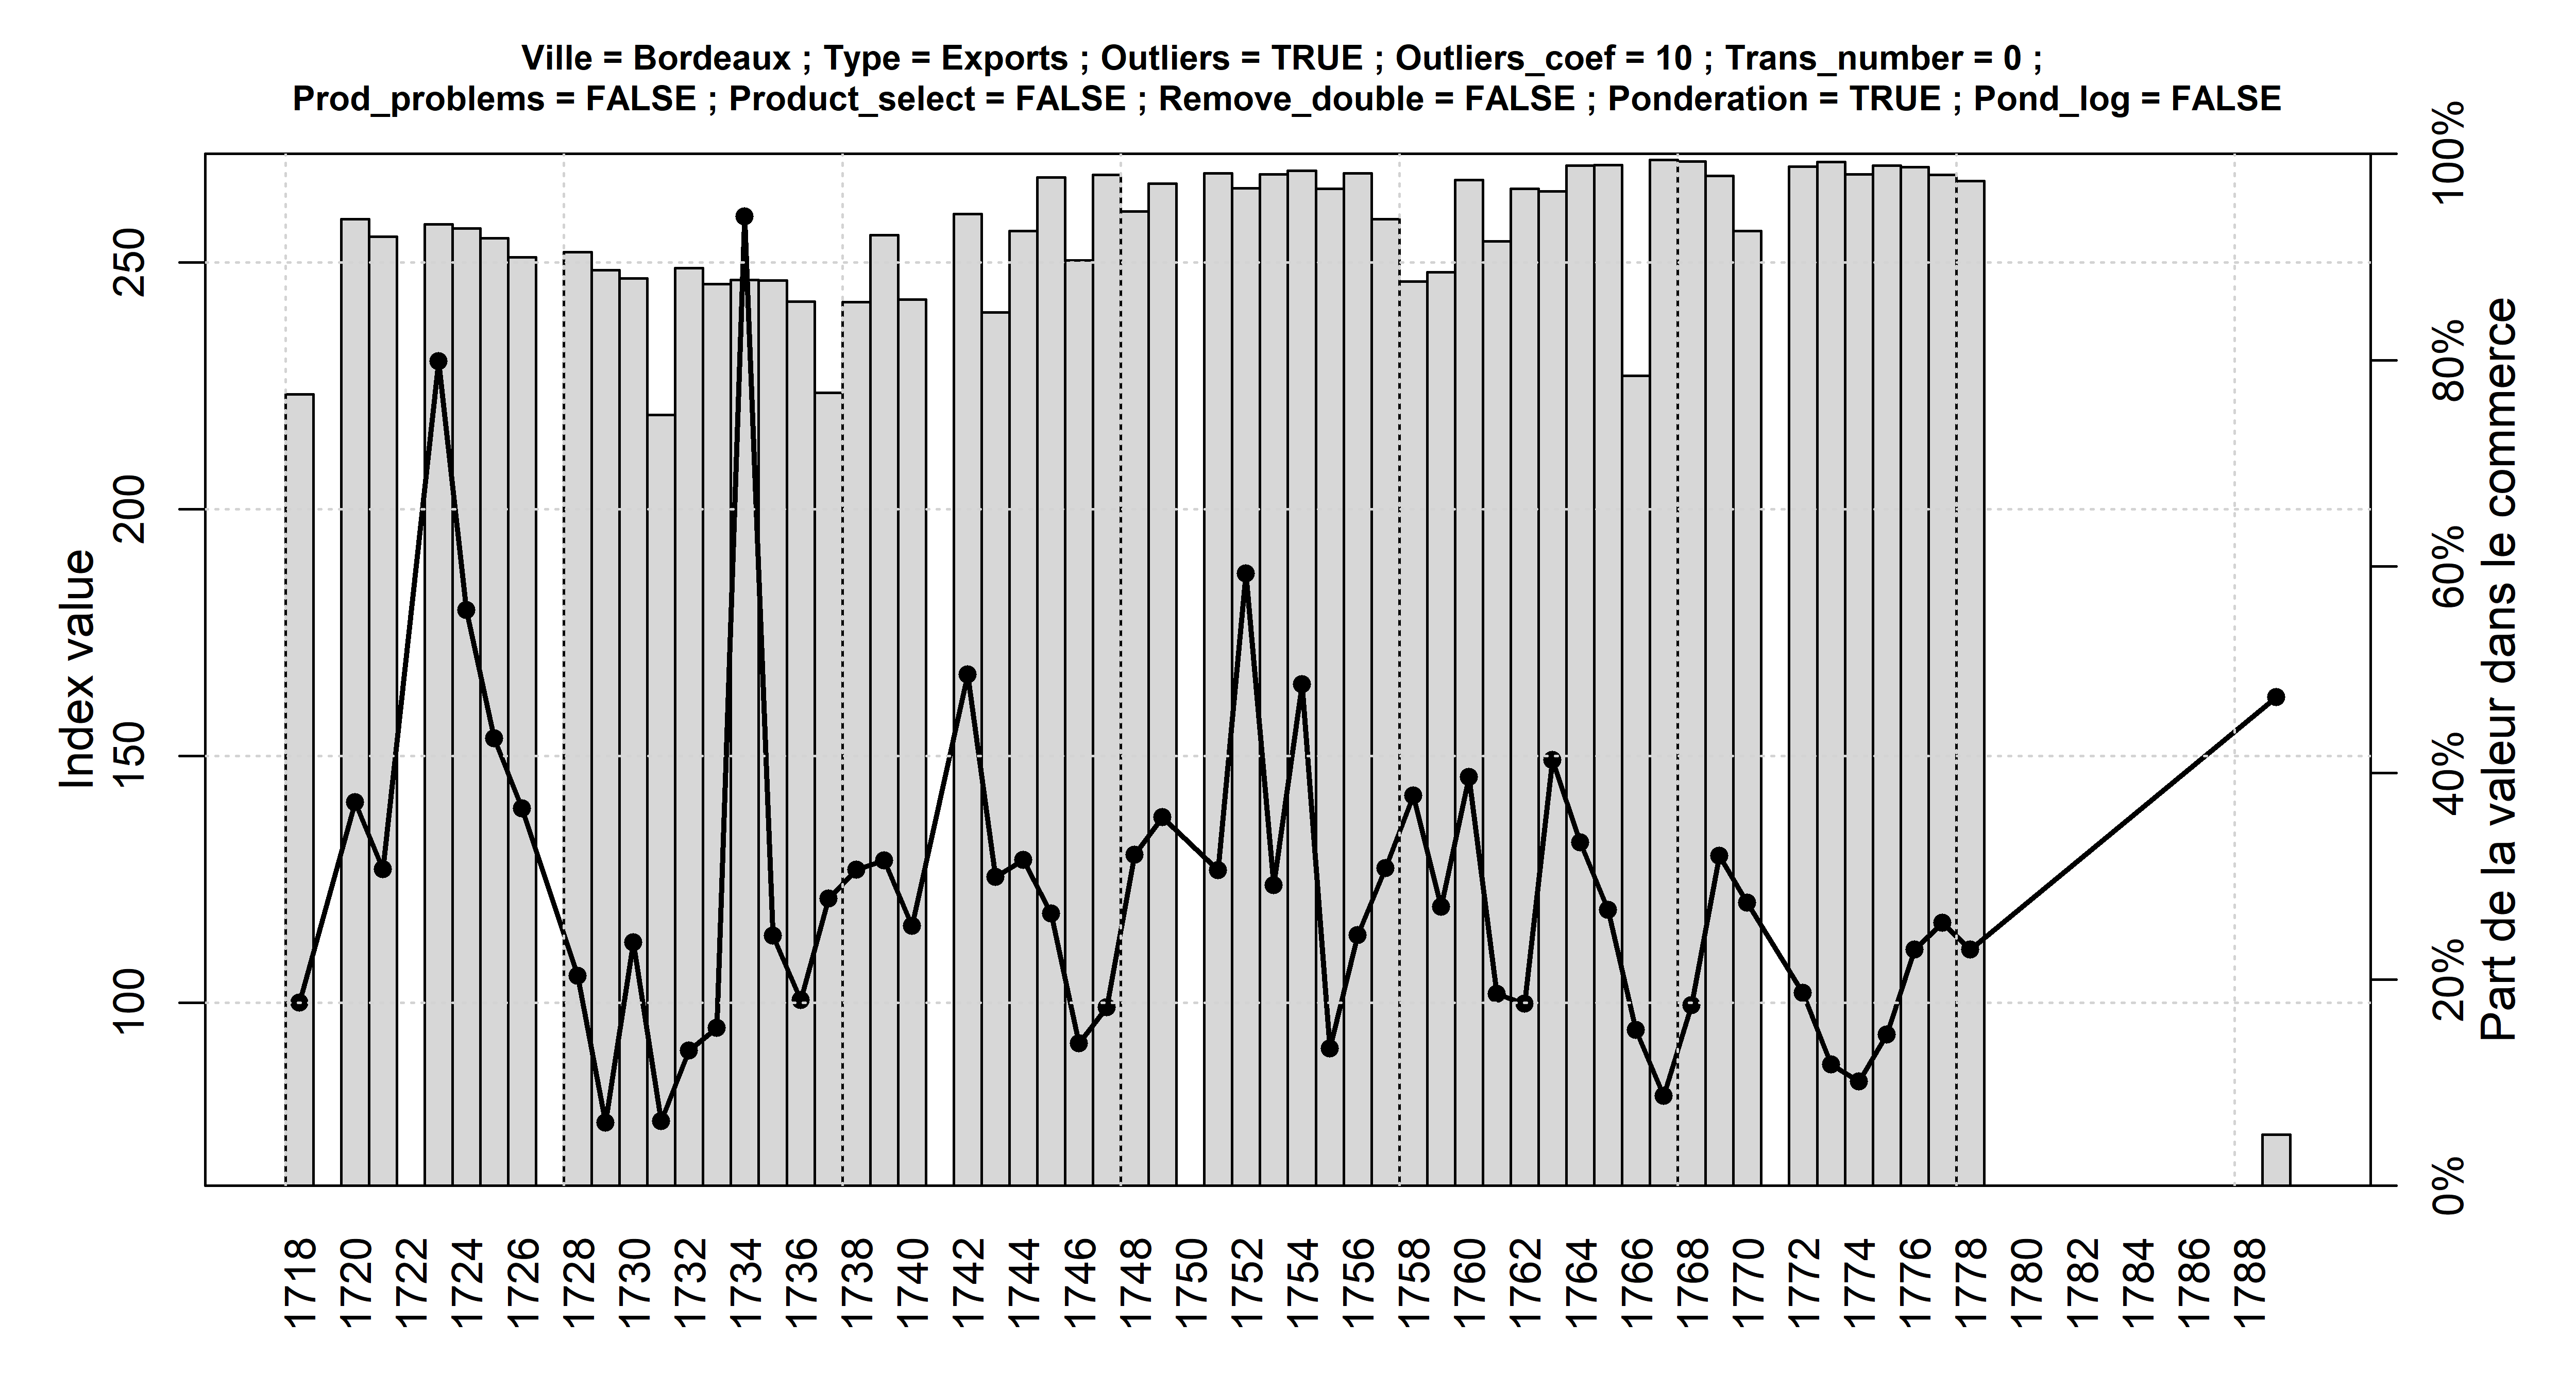 Ville = Bordeaux ; Type = Exports ; Outliers = TRUE ; Outliers_coef = 10 ; Trans_number = 0 ;
Prod_problems = FALSE ; Product_select = FALSE ; Remove_double = FALSE ; Ponderation = TRUE ; Pond_log = FALSE
Index value
250
200
150
100
100%
80%
60%
40%
20%
0%
Part de la valeur dans le commerce
1718 1720 1722 1724 1726 1728 1730 1732 1734 1736 1738 1740 1742 1744 1746 1748 1750 1752 1754 1756 1758 1760 1762 1764 1766 1768 1770 1772 1774 1776 1778 1780 1782 1784 1786 1788